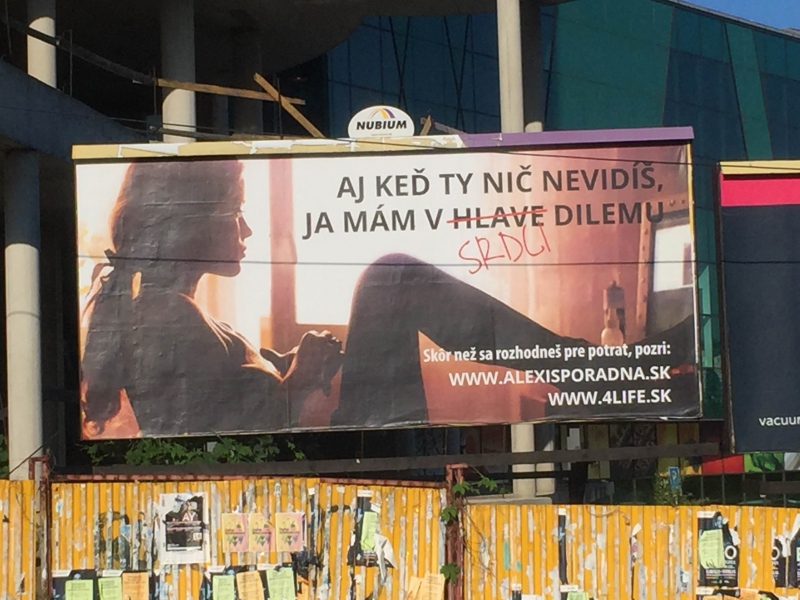 NUBIUM
AJ KEĎ TY NIČ NEVIDÍŠ,
JA MÁM V HLAVE DILEMU
SRDCI
Skôr než sa rozhodneš pre potrat, pozri:
WWW.ALEXISPORADNA.SK
WWW.4LIFE.SK
vacuum